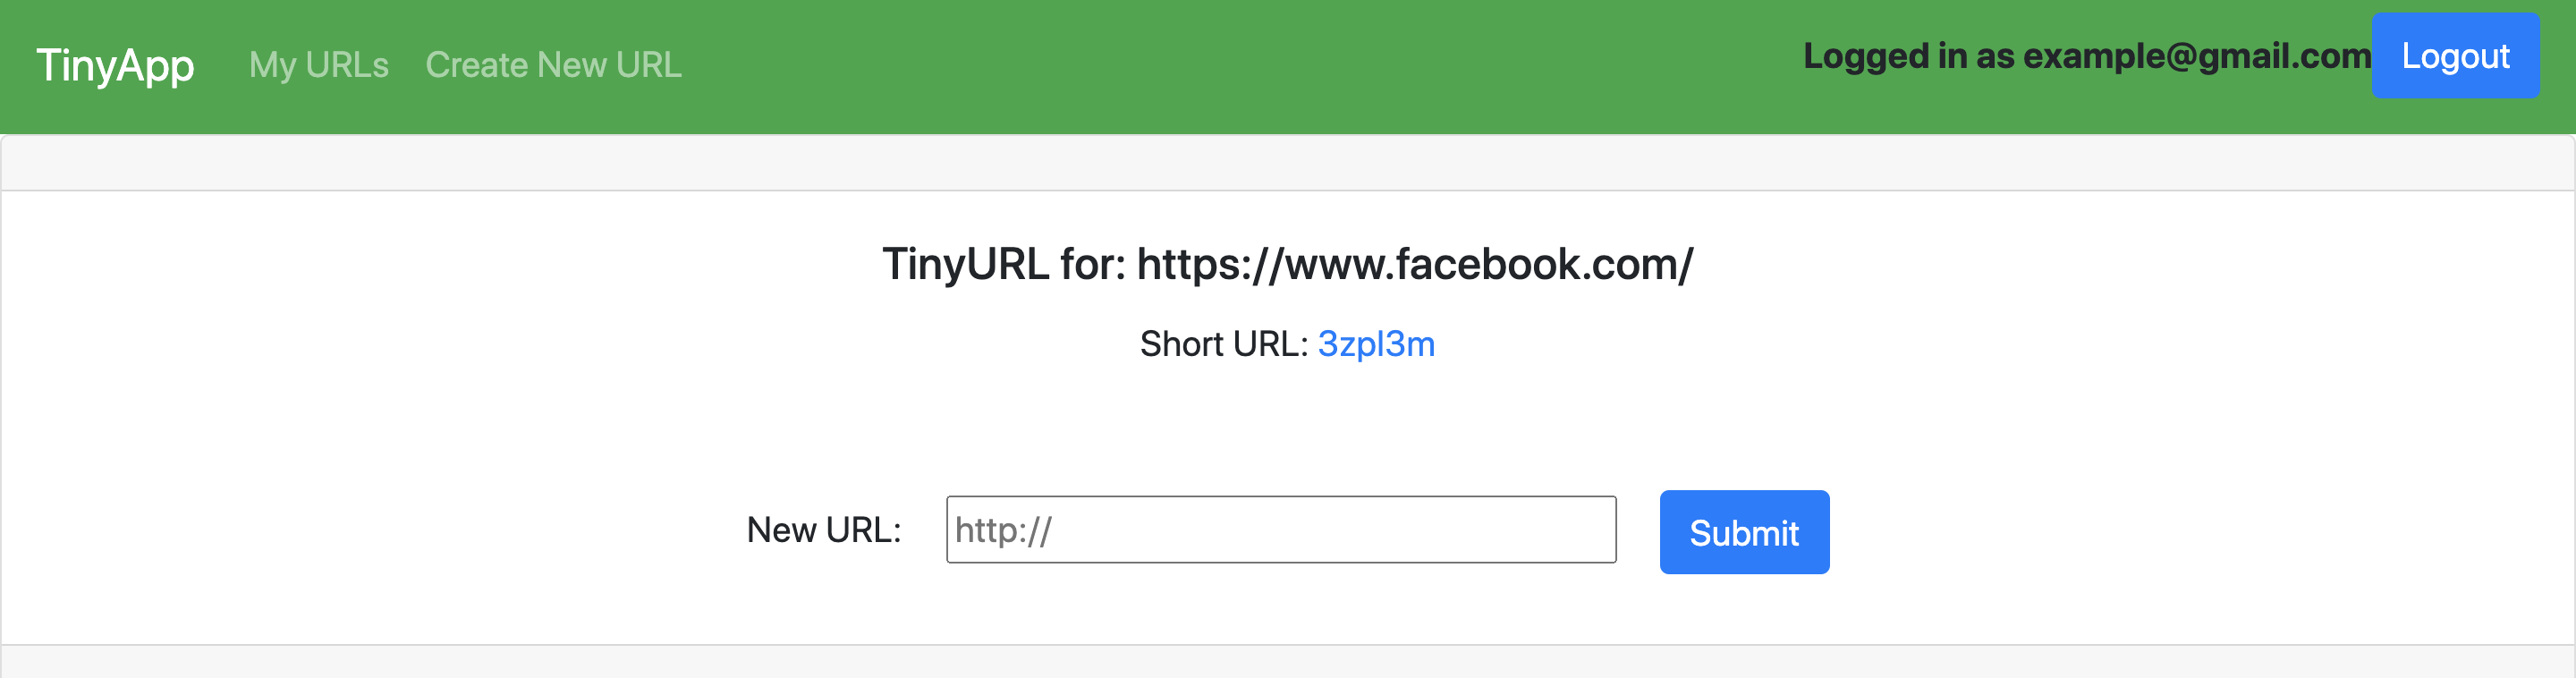 TinyApp My URLs Create New URL Logged in as example@gmail.com Logout
TinyURL for: https://www.facebook.com/
Short URL: 3zpl3m
New URL: http:// Submit